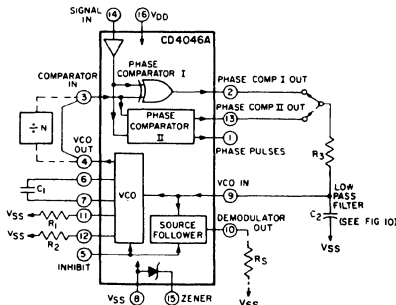 SIGNAL IN
14
16 VDD
CD4046A
PHASE COMPARATOR I
COMPARATOR IN
3
2
PHASE COMP I OUT
13
PHASE COMP II OUT
÷ N
PHASE COMPARATOR II
1
PHASE PULSES
VCO OUT
4
R3
6
C1
7
VCO
VCO IN
9
LOW PASS FILTER
(SEE FIG 10)
C2
VSS
VSS
R1
11
VSS
R2
12
SOURCE FOLLOWER
DEMODULATOR OUT
10
5
INHIBIT
RS
VSS
8
15 ZENER
VSS